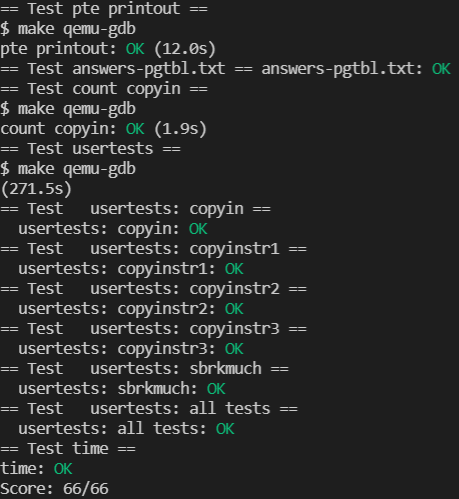 == Test pte printout ==
$ make qemu-gdb
pte printout: OK (12.0s)
== Test answers-pgtbl.txt == answers-pgtbl.txt: OK
== Test count copyin ==
$ make qemu-gdb
count copyin: OK (1.9s)
== Test usertests ==
$ make qemu-gdb
(271.5s)
== Test   usertests: copyin ==
  usertests: copyin: OK
== Test   usertests: copyinstr1 ==
  usertests: copyinstr1: OK
== Test   usertests: copyinstr2 ==
  usertests: copyinstr2: OK
== Test   usertests: copyinstr3 ==
  usertests: copyinstr3: OK
== Test   usertests: sbrkmuch ==
  usertests: sbrkmuch: OK
== Test   usertests: all tests ==
  usertests: all tests: OK
== Test time ==
time: OK
Score: 66/66